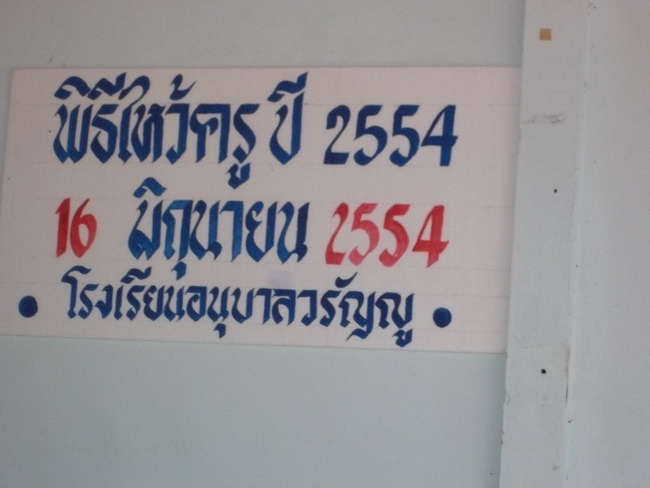 พิธีไหว้ครู ปี 2554
16 มิถุนายน 2554
• โรงเรียนอนุบาลวรัญญู •